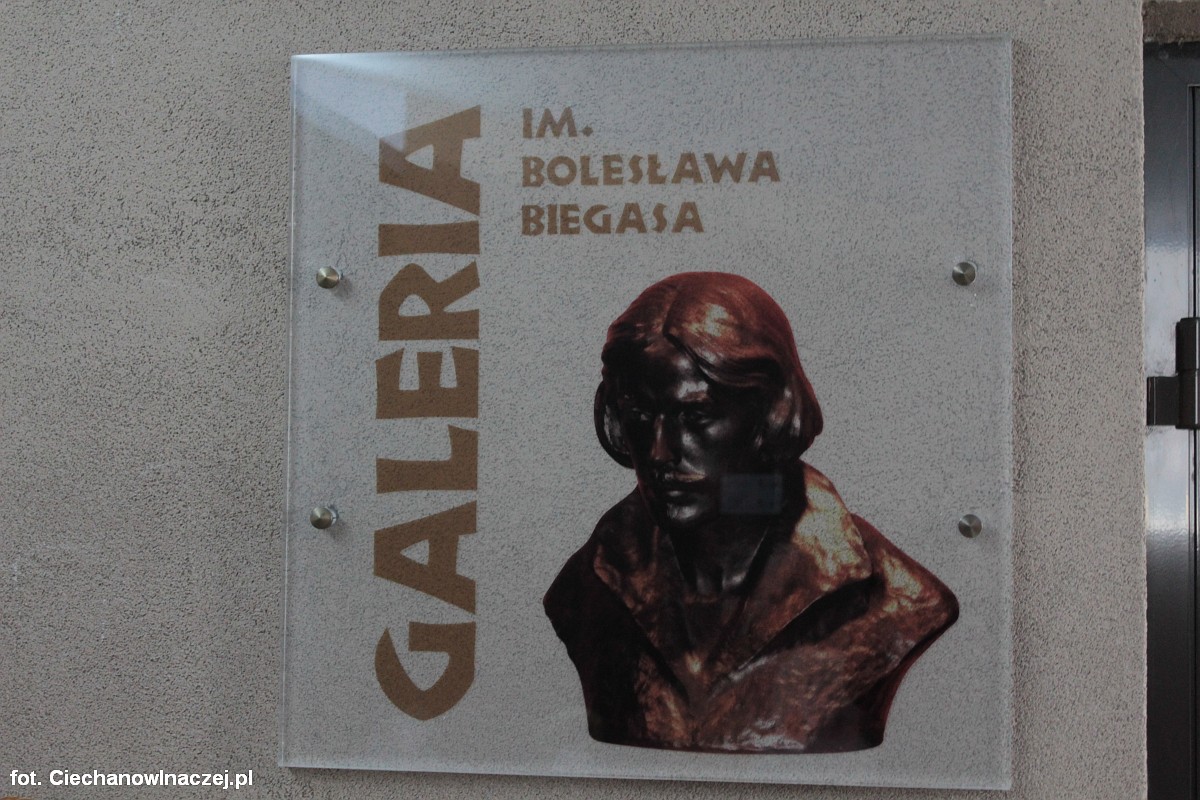 GALERIA
IM.
BOLESŁAWA
BIEGASA
fot. CiechanowInaczej.pl